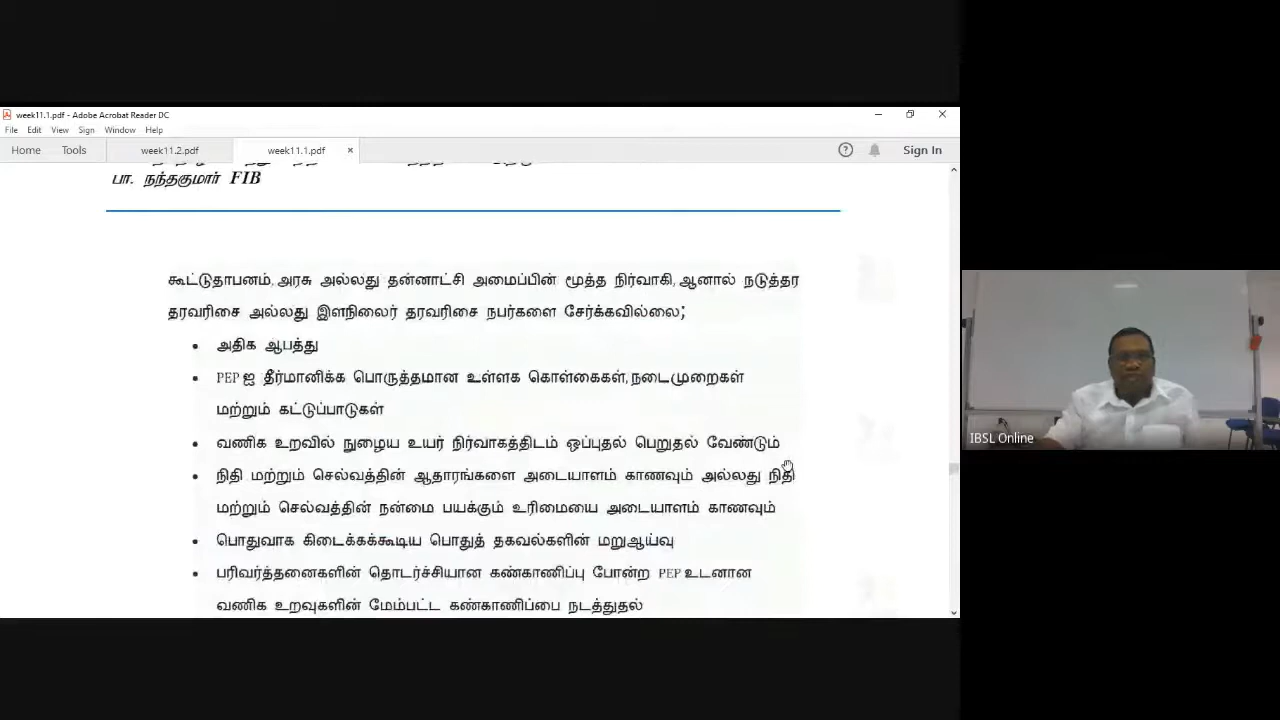 week11.1.pdf - Adobe Acrobat Reader DC
File Edit View Sign Window Help
Home Tools week11.2.pdf week11.1.pdf × Sign In
பா. நந்தகுமார் FIB
கூட்டுதாபனம், அரசு அல்லது தன்னாட்சி அமைப்பின் மூத்த நிர்வாகி, ஆனால் நடுத்தர
தரவரிசை அல்லது இளநிலைர் தரவரிசை நபர்களை சேர்க்கவில்லை;
• அதிக ஆபத்து
• PEP ஐ தீர்மானிக்க பொருத்தமான உள்ளக கொள்கைகள், நடைமுறைகள்
மற்றும் கட்டுப்பாடுகள்
• வணிக உறவில் நுழைய உயர் நிர்வாகத்திடம் ஒப்புதல் பெறுதல் வேண்டும்
• நிதி மற்றும் செல்வத்தின் ஆதாரங்களை அடையாளம் காணவும் அல்லது நிதி
மற்றும் செல்வத்தின் நன்மை பயக்கும் உரிமையை அடையாளம் காணவும்
• பொதுவாக கிடைக்கக்கூடிய பொதுத் தகவல்களின் மறுஆய்வு
• பரிவர்த்தனைகளின் தொடர்ச்சியான கண்காணிப்பு போன்ற PEP உடனான
வணிக உறவுகளின் மேம்பட்ட கண்காணிப்பை நடத்துதல்
IBSL Online